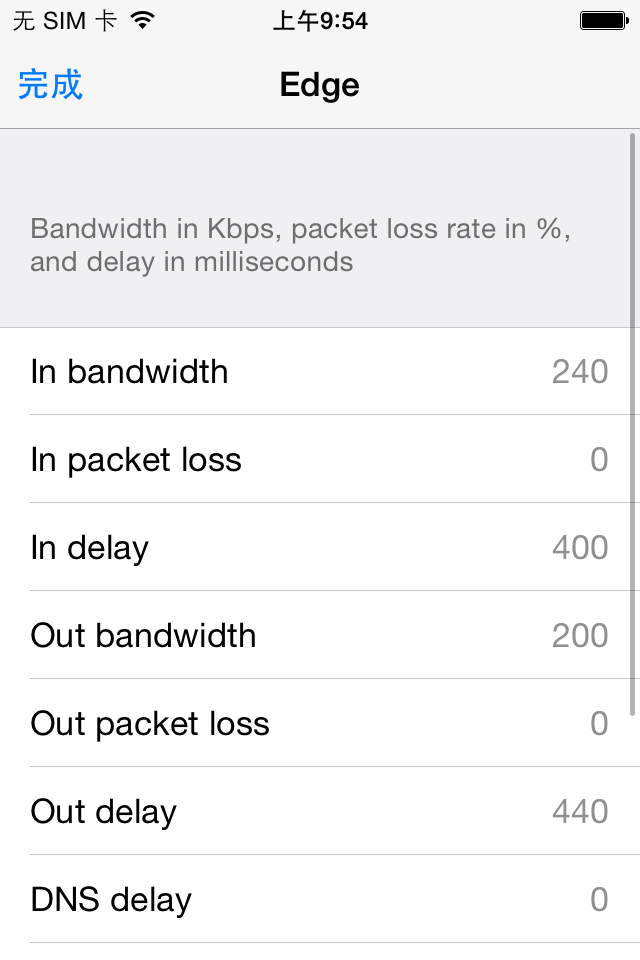 无 SIM 卡 上午9:54
完成 Edge
Bandwidth in Kbps, packet loss rate in %,
and delay in milliseconds
In bandwidth 240
In packet loss 0
In delay 400
Out bandwidth 200
Out packet loss 0
Out delay 440
DNS delay 0